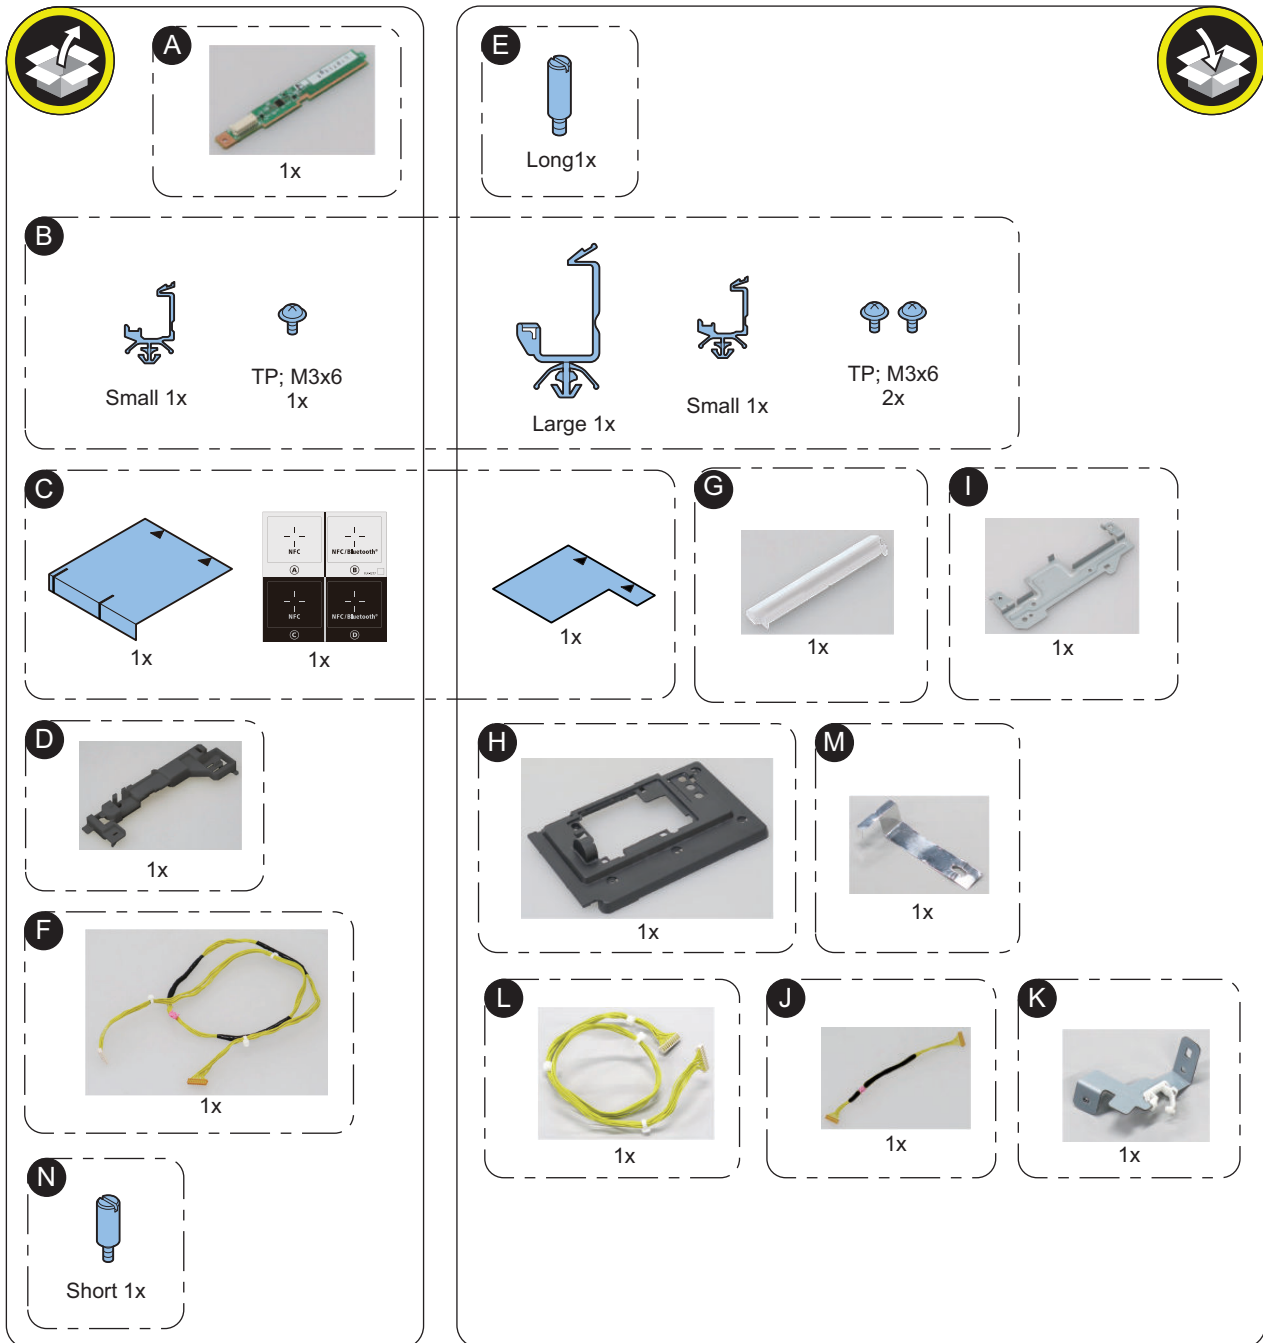 A
1x
E
Long1x
B
Small 1x
TP; M3x6
1x
Large 1x
Small 1x
TP; M3x6
2x
C
1x
NFC
NFC/Bluetooth®
A
B
NFC
NFC/Bluetooth®
C
D
1x
1x
G
1x
I
1x
D
1x
H
1x
M
1x
F
1x
L
1x
J
1x
K
1x
N
Short 1x